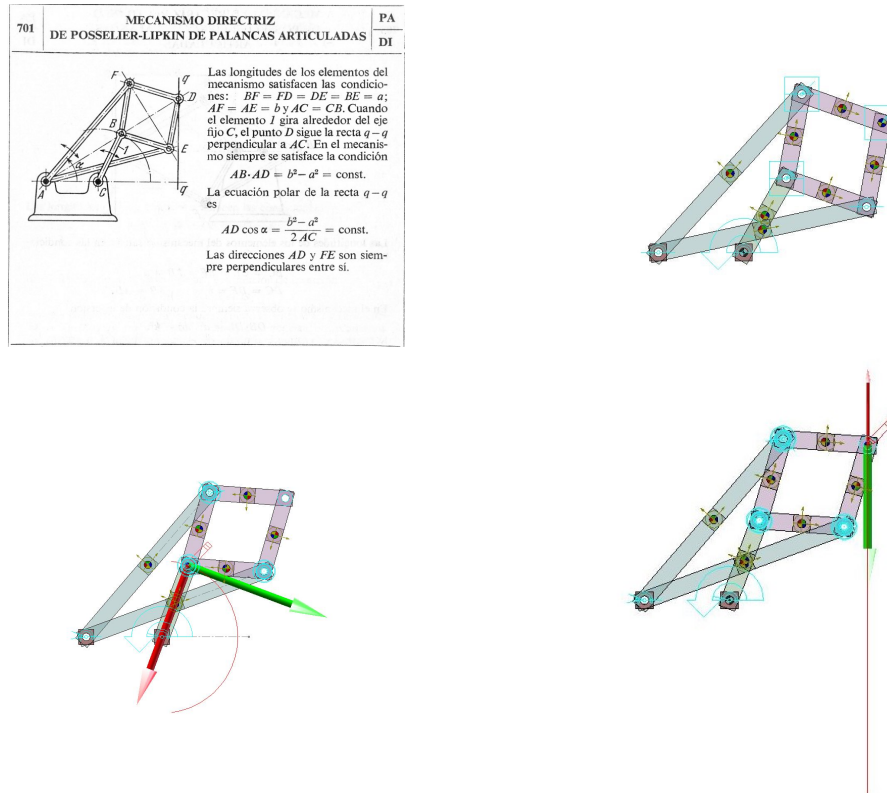 701
MECANISMO DIRECTRIZ
DE POSSELIER-LIPKIN DE PALANCAS ARTICULADAS
PA
DI
Las longitudes de los elementos del
mecanismo satisfacen las condicio-
nes: BF = FD = DE = BE = a;
AF = AE = b y AC = CB. Cuando
el elemento 1 gira alrededor del eje
fijo C, el punto D sigue la recta q – q
perpendicular a AC. En el mecanis-
mo siempre se satisface la condición
AB·AD = b² – a² = const.
La ecuación polar de la recta q – q
es
AD cos α = b² – a² / 2 AC = const.
Las direcciones AD y FE son siem-
pre perpendiculares entre sí.
F
q
D
B
1
E
α
A
C
q